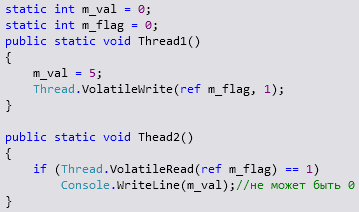 static int m_val = 0;
static int m_flag = 0;
public static void Thread1()
{
    m_val = 5;
    Thread.VolatileWrite(ref m_flag, 1);
}

public static void Thead2()
{
    if (Thread.VolatileRead(ref m_flag) == 1)
        Console.WriteLine(m_val);//не может быть 0
}